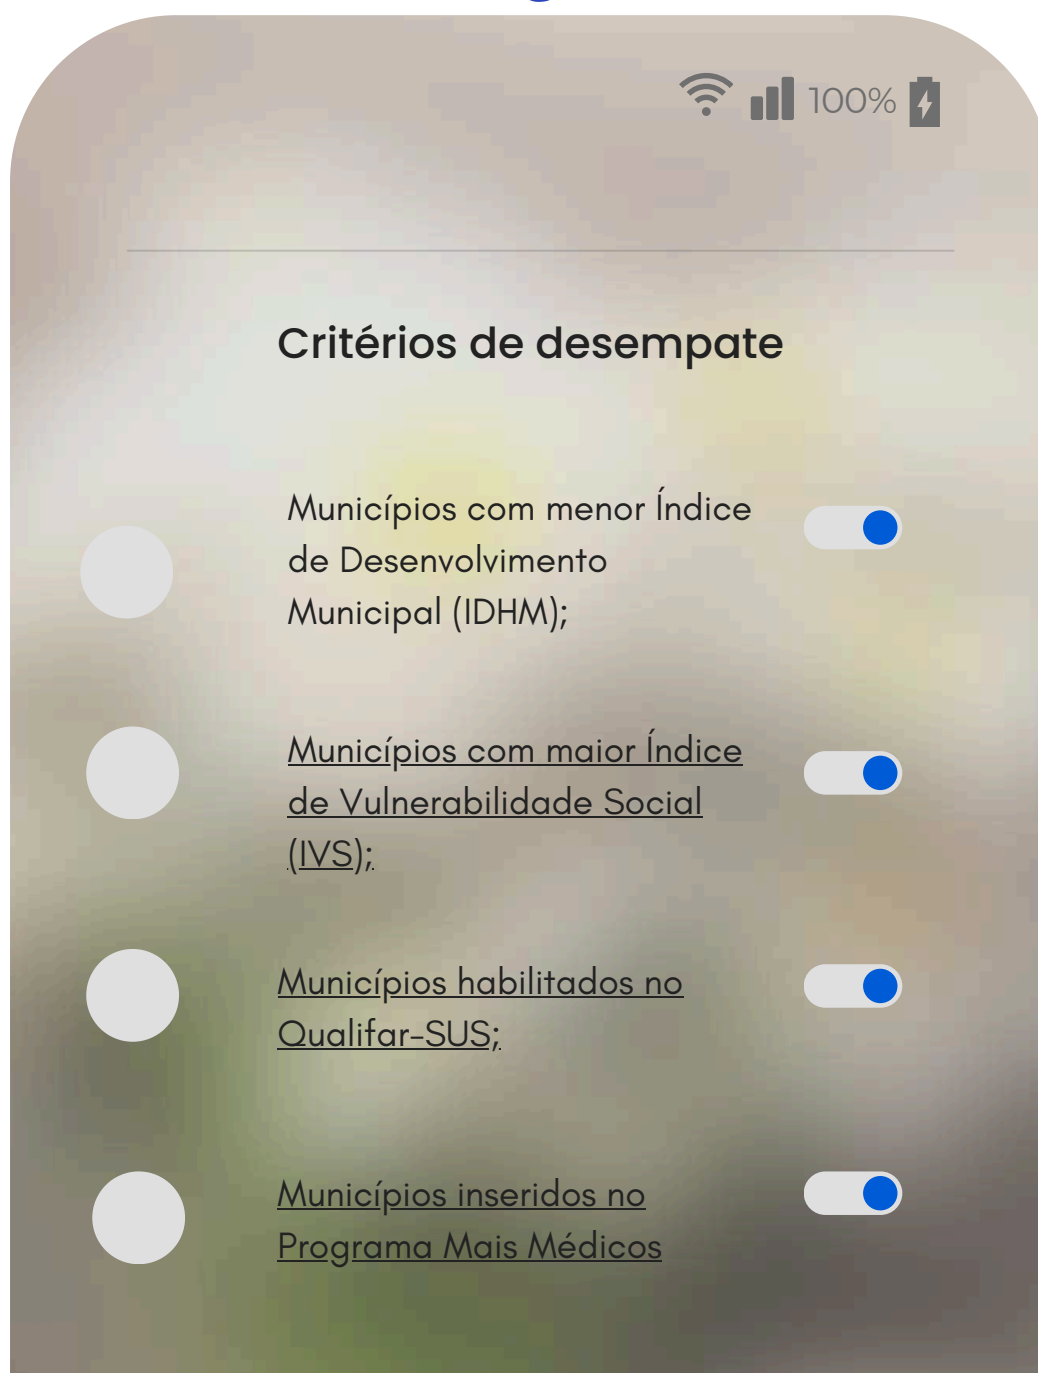 100%
Critérios de desempate
Municípios com menor Índice
de Desenvolvimento
Municipal (IDHM);
Municípios com maior Índice
de Vulnerabilidade Social
(IVS);
Municípios habilitados no
Qualifar-SUS;
Municípios inseridos no
Programa Mais Médicos